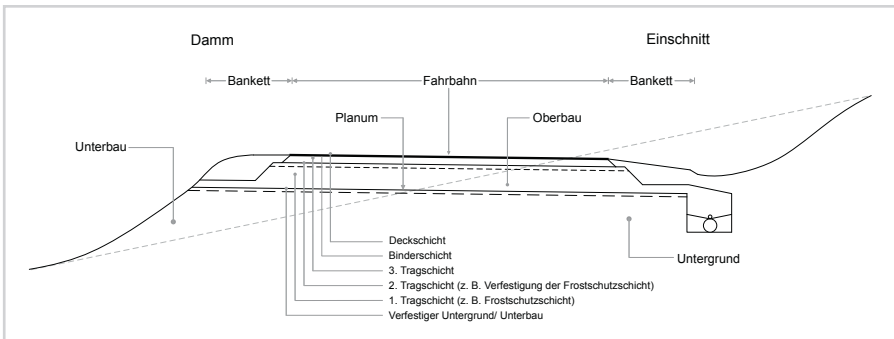 Damm
Einschnitt
Bankett
Fahrbahn
Bankett
Planum
Oberbau
Unterbau
Deckschicht
Binderschicht
3. Tragschicht
2. Tragschicht (z. B. Verfestigung der Frostschutzschicht)
1. Tragschicht (z. B. Frostschutzschicht)
Verfestiger Untergrund/ Unterbau
Untergrund